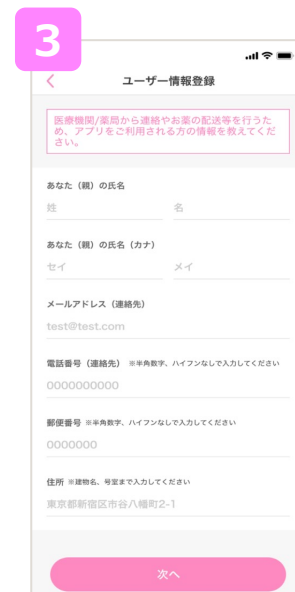 3
ユーザー情報登録
医療機関/薬局から連絡やお薬の配送等を行うた
め、アプリをご利用される方の情報を教えてくだ
さい。
あなた（親）の氏名
姓 名
あなた（親）の氏名（カナ）
セイ メイ
メールアドレス（連絡先）
test@test.com
電話番号（連絡先） ※半角数字、ハイフンなしで入力してください
0000000000
郵便番号 ※半角数字、ハイフンなしで入力してください
0000000
住所 ※建物名、号室まで入力してください
東京都新宿区市谷八幡町2-1
次へ